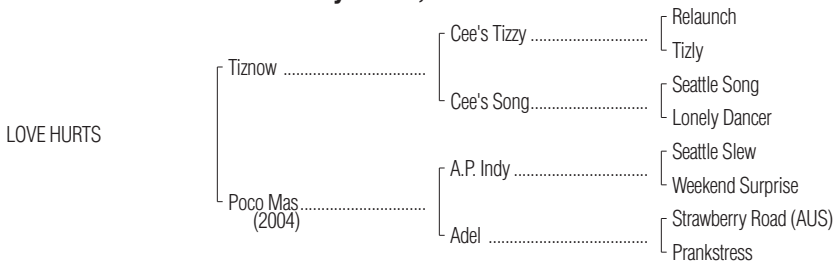 Relaunch
Cee's Tizzy ............................
Tizly
Tiznow ..................................
Seattle Song
Cee's Song............................
Lonely Dancer
LOVE HURTS
Seattle Slew
A.P. Indy ................................
Weekend Surprise
Poco Mas..............................
(2004)
Strawberry Road (AUS)
Adel ......................................
Prankstress